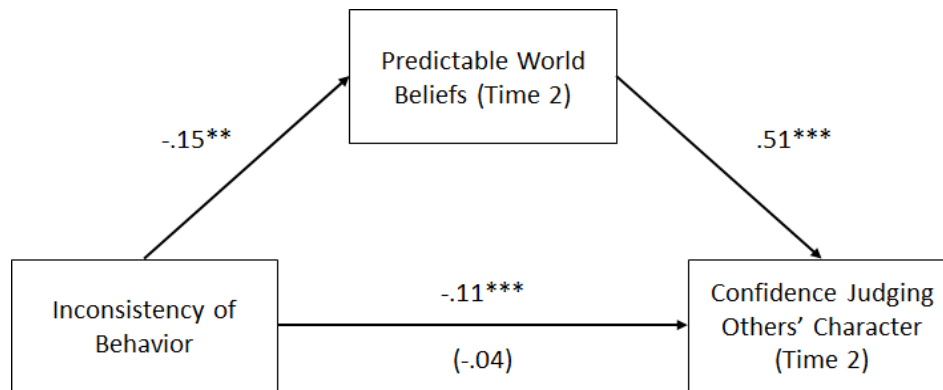 Predictable World
Beliefs (Time 2)
-.15**
.51***
Inconsistency of
Behavior
-.11***
(-.04)
Confidence Judging
Others’ Character
(Time 2)